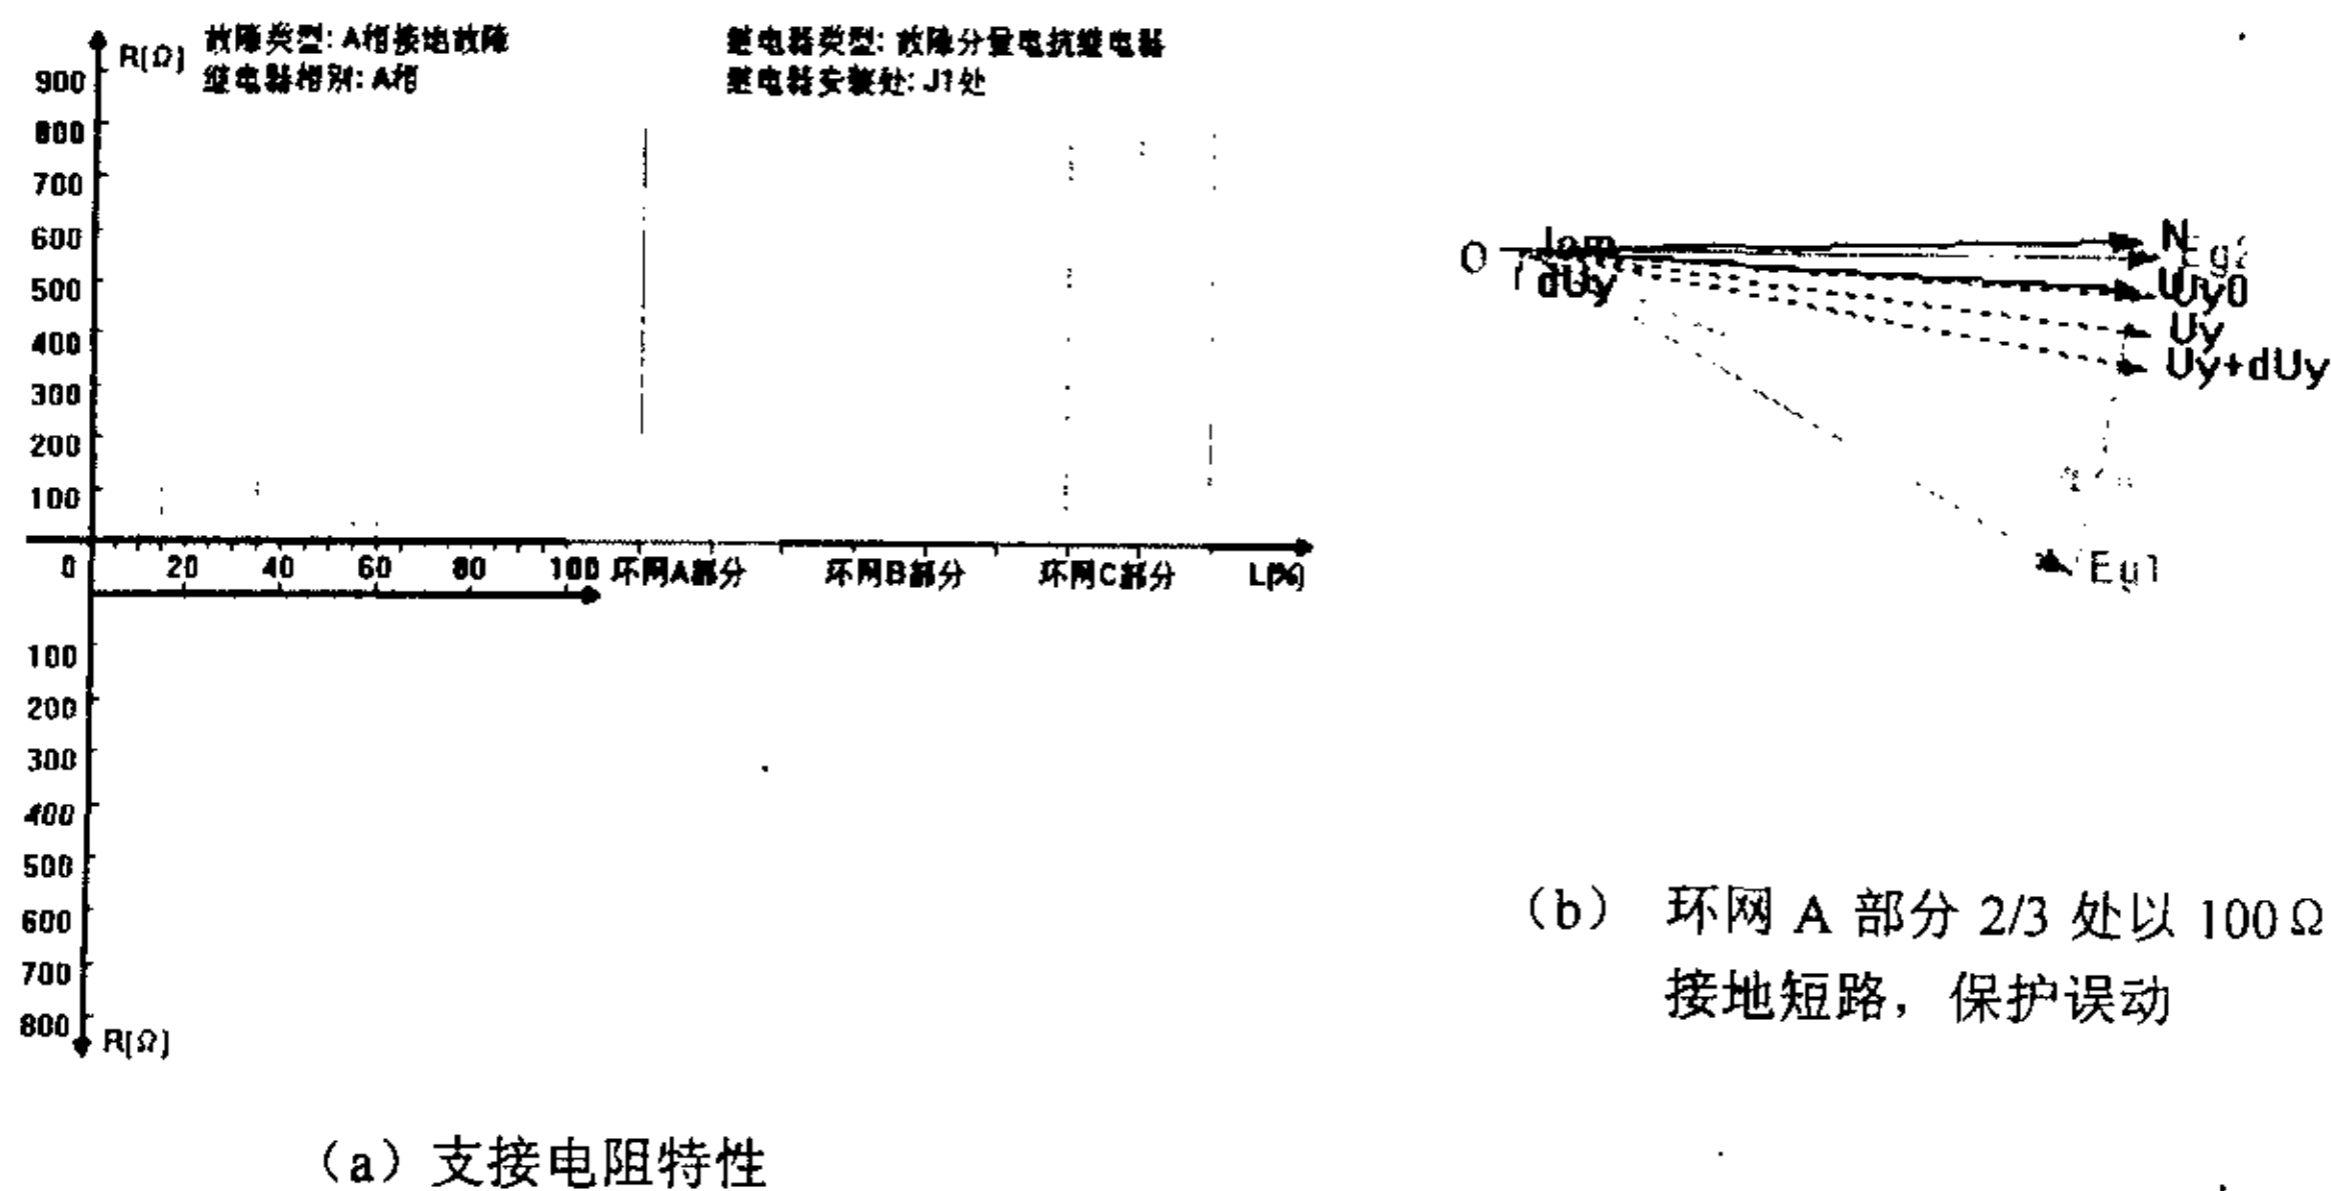 R[Ω]
故障类型: A相接地故障
继电器相别: A相
继电器类型: 故障分量电抗继电器
继电器安装处: J1处
900
800
700
600
500
400
300
200
100
0
20
40
60
80
100
环网A部分
环网B部分
环网C部分
L[%]
100
200
300
400
500
600
700
800
R[Ω]
(a) 支接电阻特性
O
Iam
dUy
N
Eg2
Uy0
Uy
Uy+dUy
Eg1
(b) 环网 A 部分 2/3 处以 100Ω
接地短路，保护误动